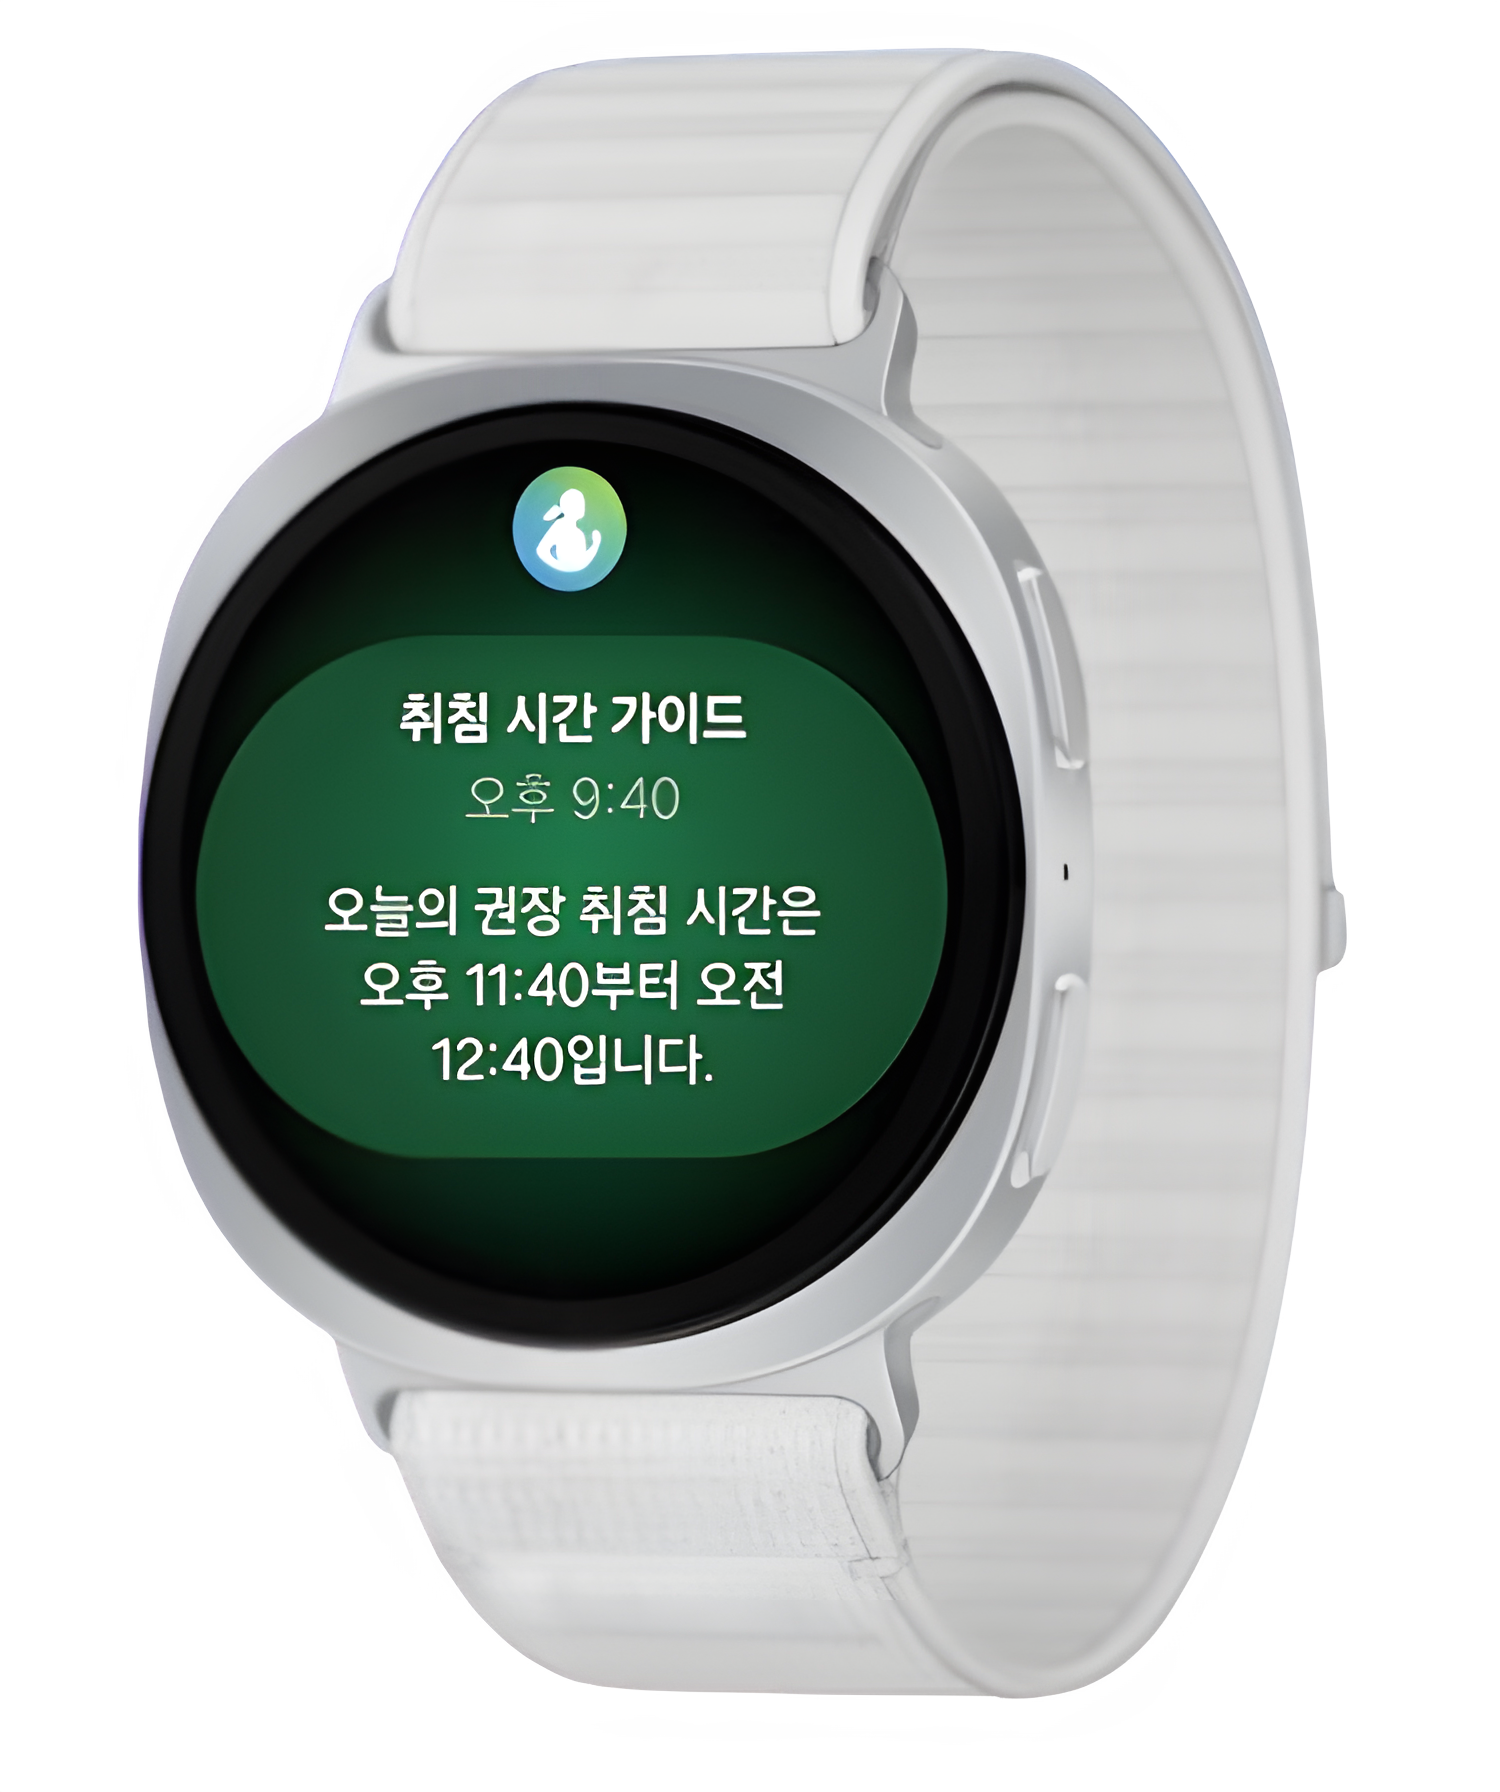 취침 시간 가이드
오후 9:40
오늘의 권장 취침 시간은
오후 11:40부터 오전
12:40입니다.